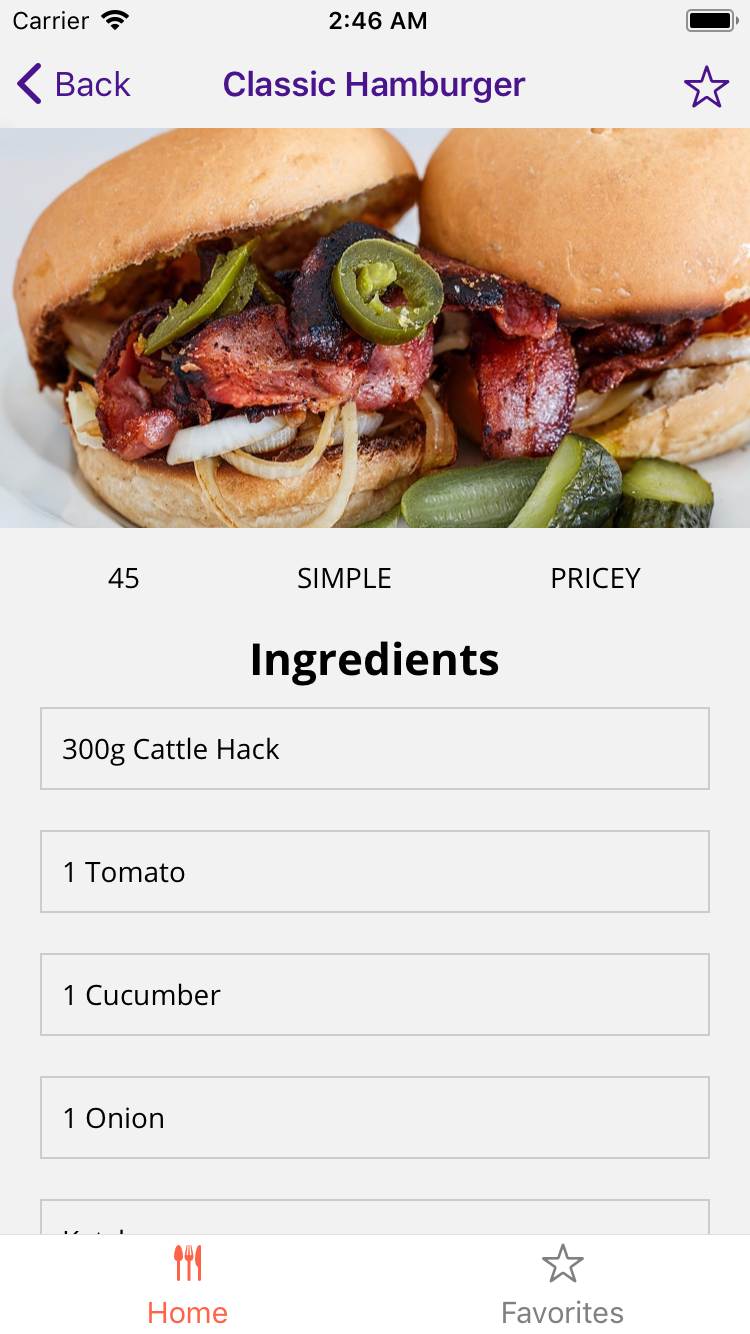 Carrier 2:46 AM
Back Classic Hamburger
45 SIMPLE PRICEY
Ingredients
300g Cattle Hack
1 Tomato
1 Cucumber
1 Onion
Home Favorites